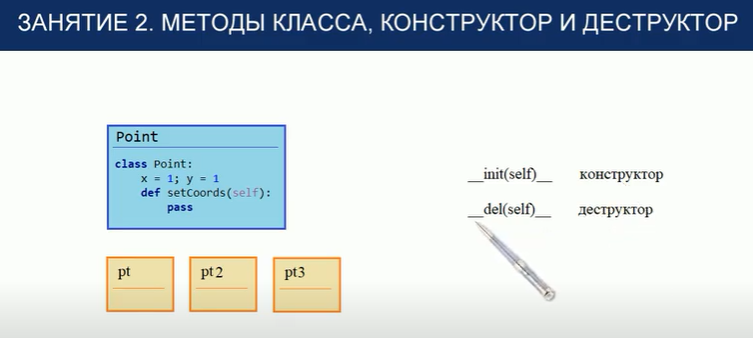 ЗАНЯТИЕ 2. МЕТОДЫ КЛАССА, КОНСТРУКТОР И ДЕСТРУКТОР
Point
class Point:
    x = 1; y = 1
    def setCoords(self):
        pass
__init(self)__ конструктор
__del(self)__ деструктор
pt pt2 pt3